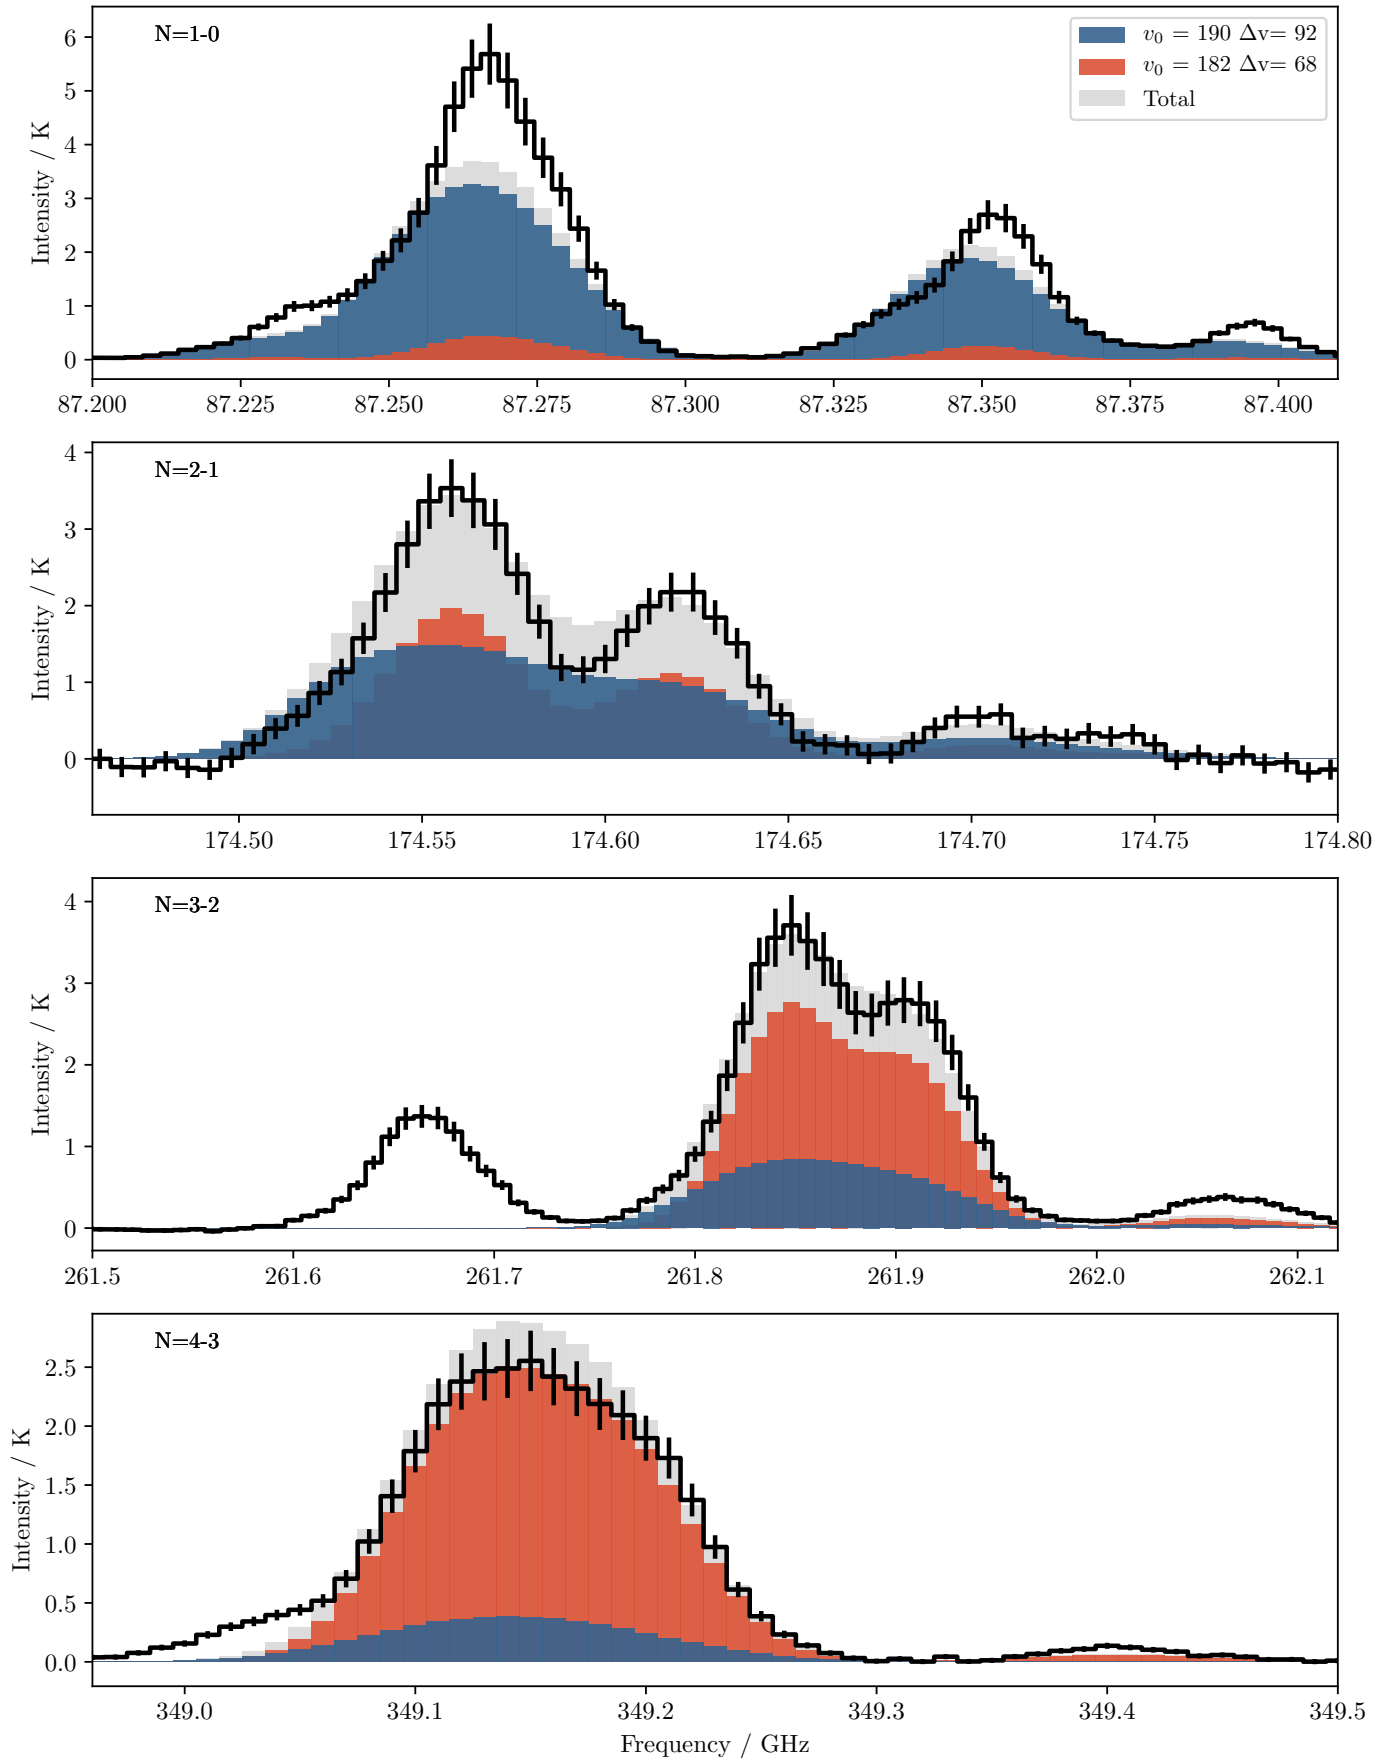 N=1-0
v₀ = 190 Δv= 92
v₀ = 182 Δv= 68
Total
Intensity / K
6
5
4
3
2
1
0
87.200 87.225 87.250 87.275 87.300 87.325 87.350 87.375 87.400
N=2-1
Intensity / K
4
3
2
1
0
174.50 174.55 174.60 174.65 174.70 174.75 174.80
N=3-2
Intensity / K
4
3
2
1
0
261.5 261.6 261.7 261.8 261.9 262.0 262.1
N=4-3
Intensity / K
2.5
2.0
1.5
1.0
0.5
0.0
349.0 349.1 349.2 349.3 349.4 349.5
Frequency / GHz